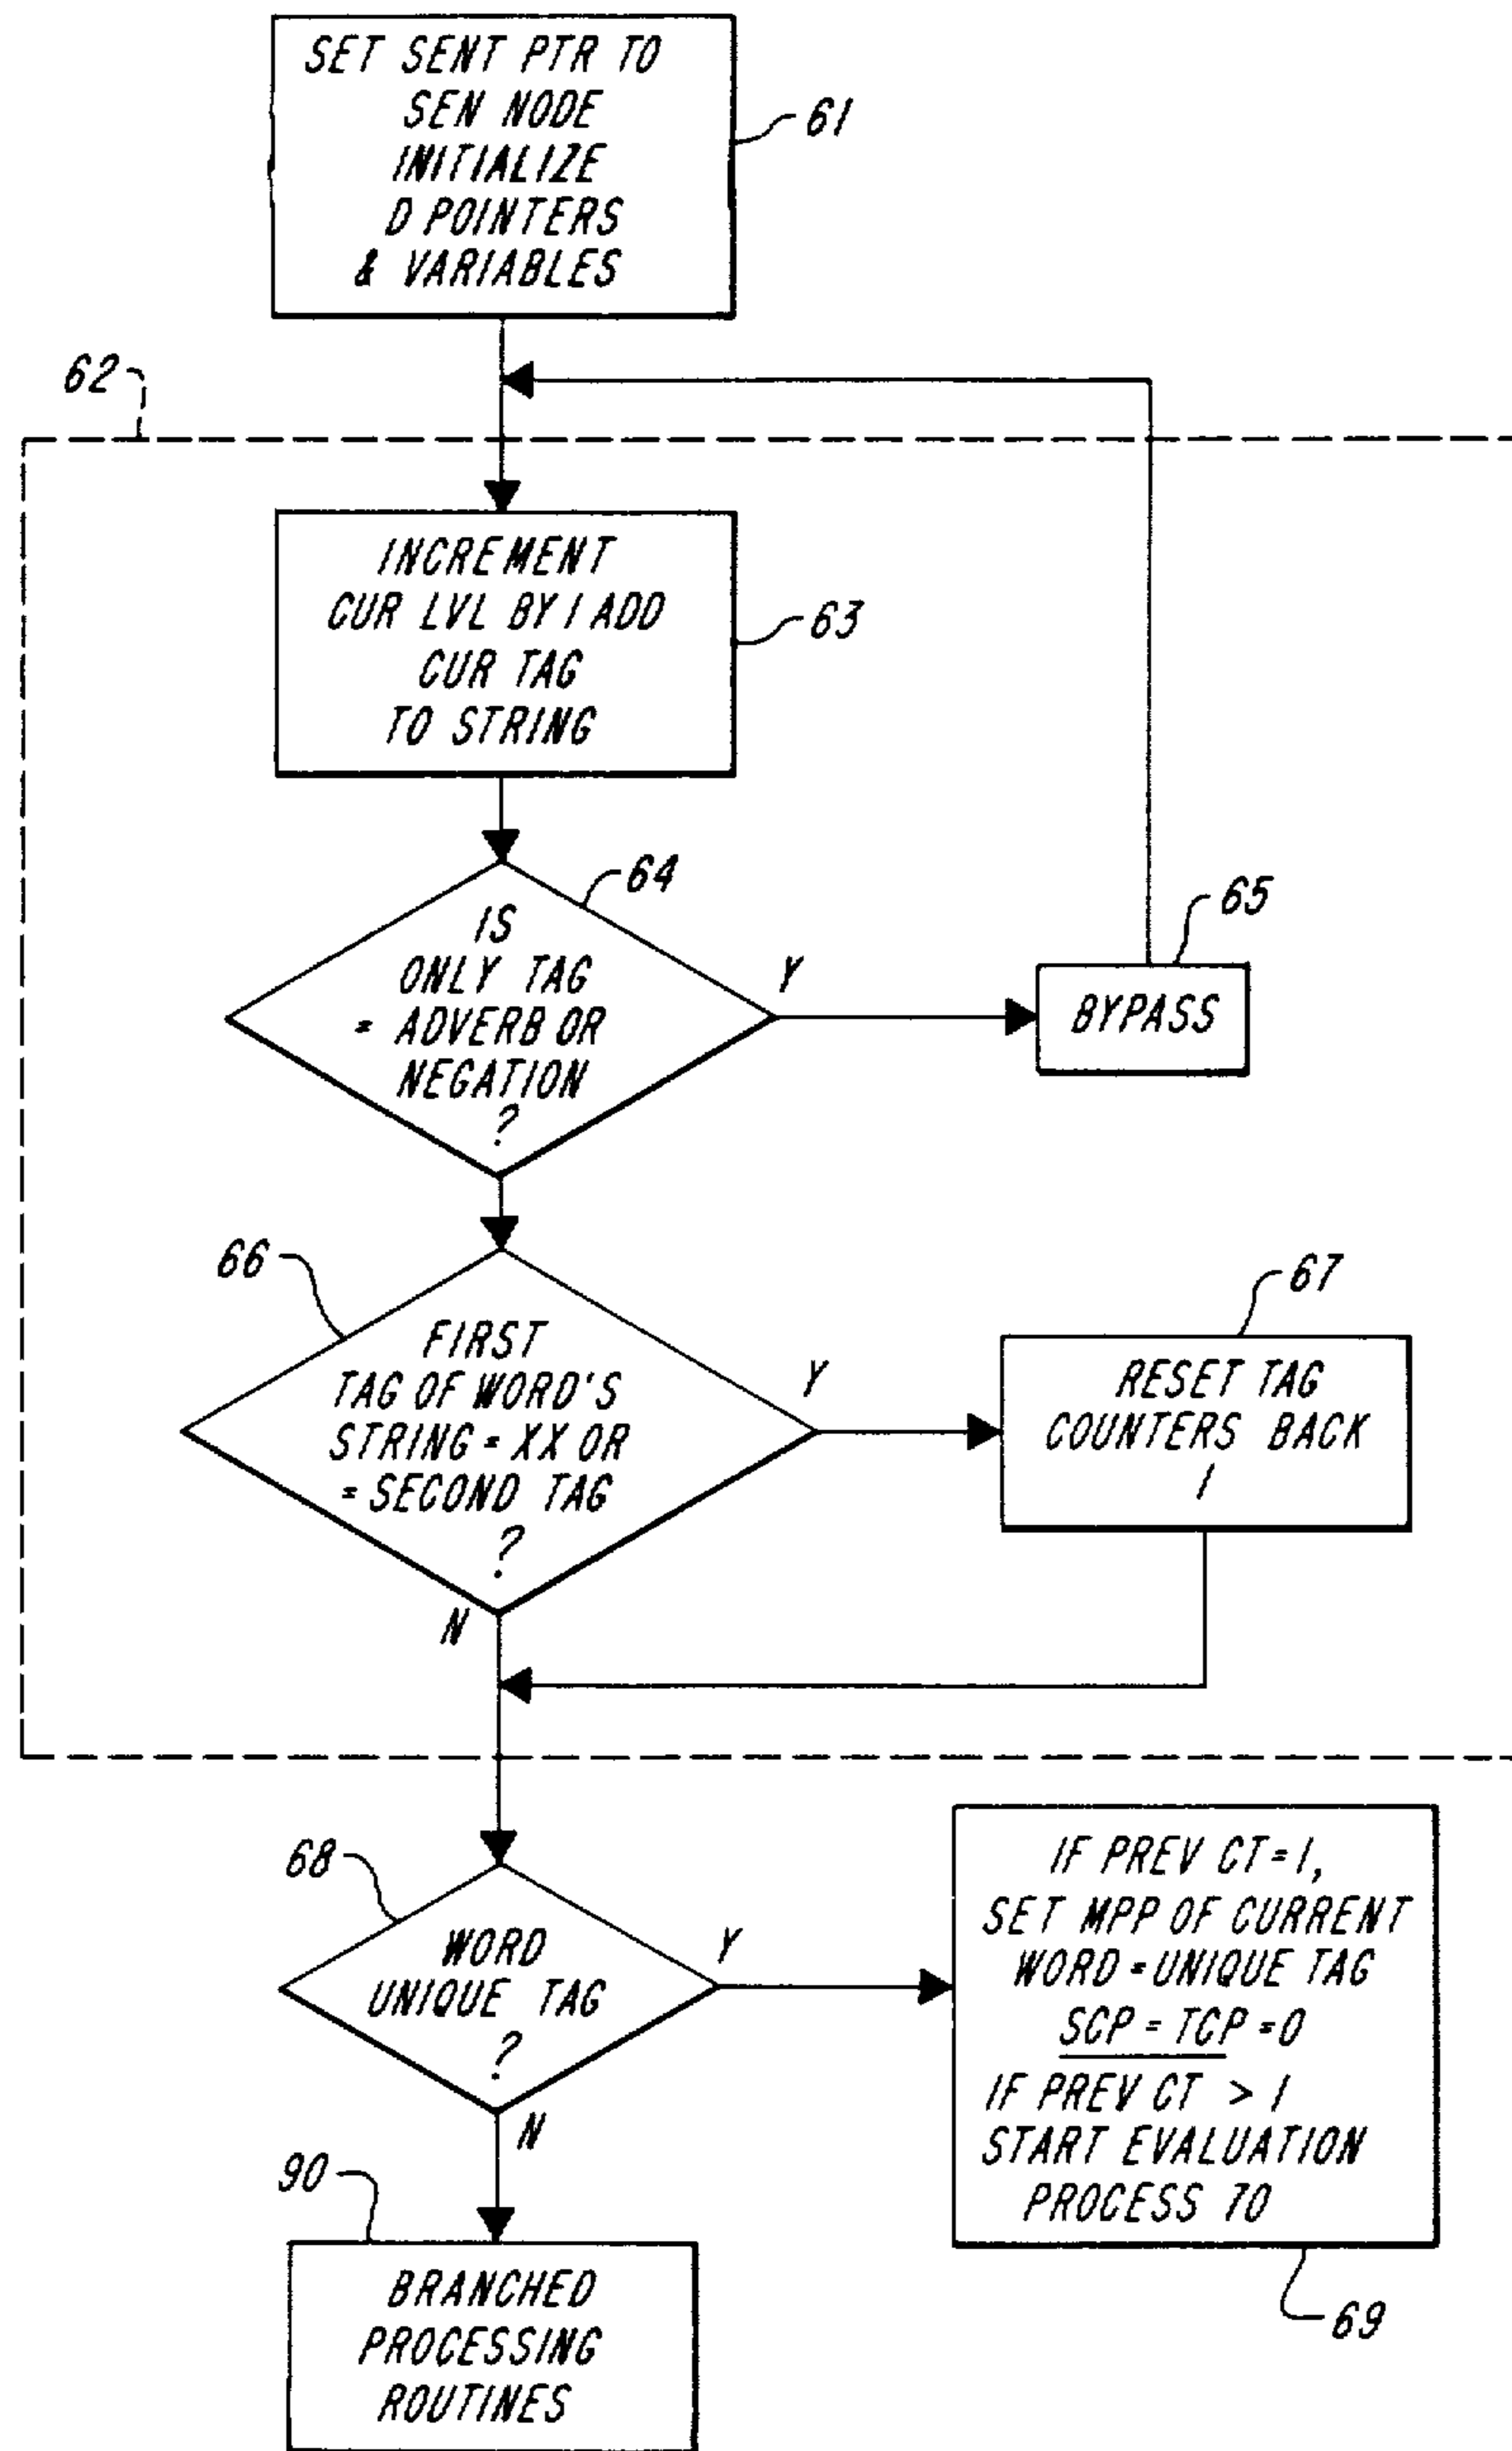 SET SENT PTR TO
SEN NODE
INITIALIZE
D POINTERS
& VARIABLES
61
62
INCREMENT
CUR LVL BY 1 ADD
CUR TAG
TO STRING
63
64
IS
ONLY TAG
= ADVERB OR
NEGATION
?
Y
65
BYPASS
66
FIRST
TAG OF WORD'S
STRING = XX OR
= SECOND TAG
?
Y
N
67
RESET TAG
COUNTERS BACK
1
68
WORD
UNIQUE TAG
?
Y
N
IF PREV CT=1,
SET MPP OF CURRENT
WORD = UNIQUE TAG
SCP = TCP = 0
IF PREV CT > 1
START EVALUATION
PROCESS 70
69
90
BRANCHED
PROCESSING
ROUTINES